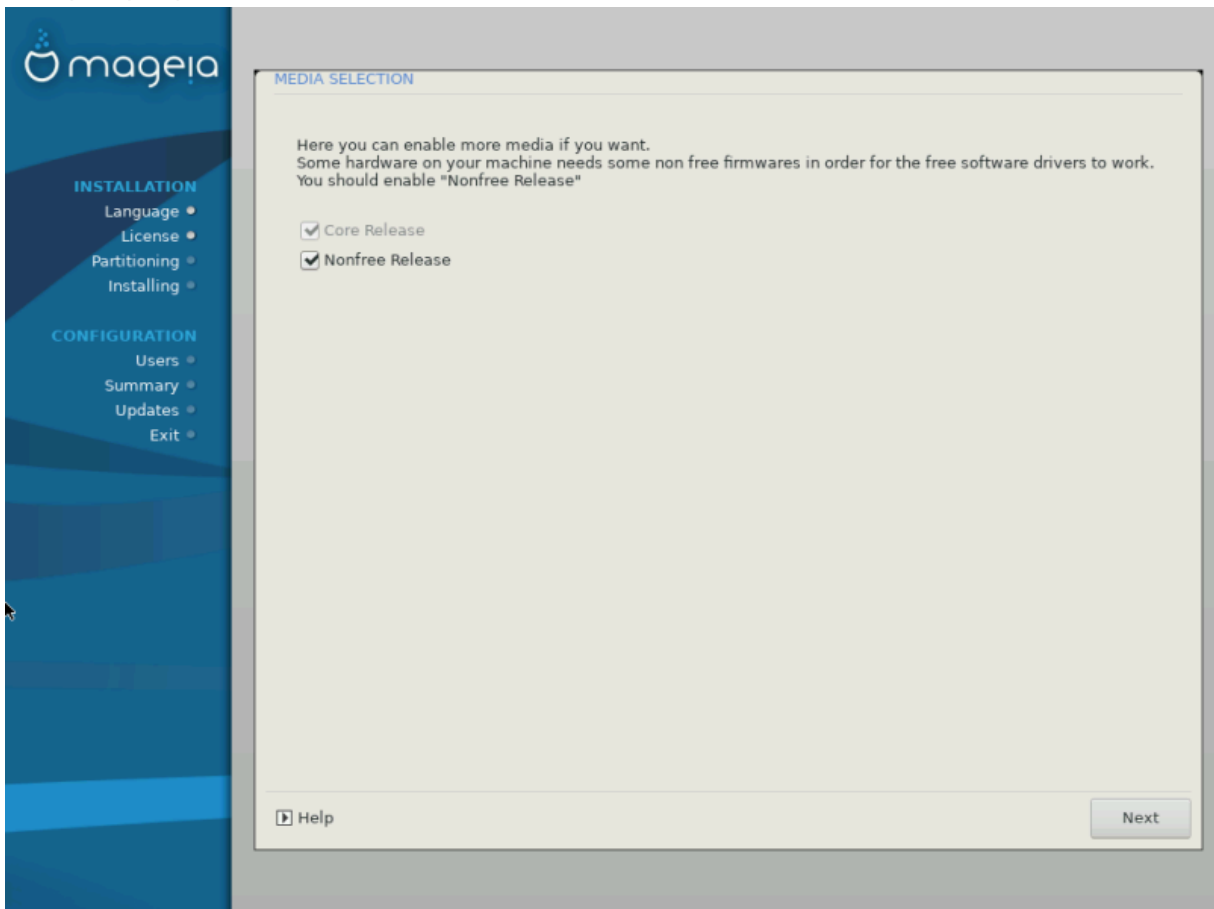 mageia
INSTALLATION
Language
License
Partitioning
Installing
CONFIGURATION
Users
Summary
Updates
Exit
MEDIA SELECTION
Here you can enable more media if you want.
Some hardware on your machine needs some non free firmwares in order for the free software drivers to work.
You should enable "Nonfree Release"
Core Release
Nonfree Release
Help
Next